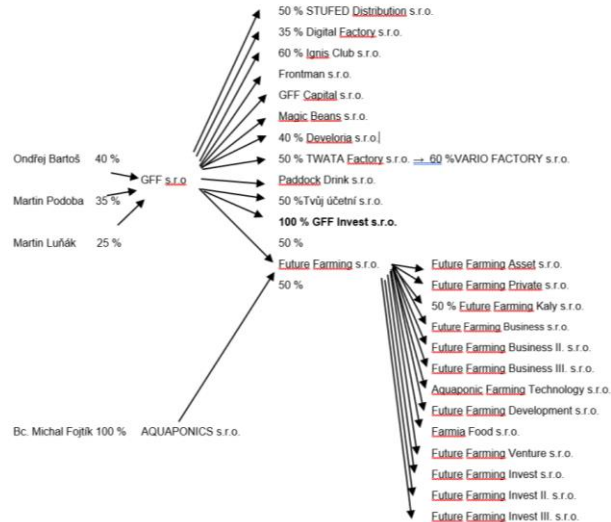 50 % STUFED Distribution s.r.o.
35 % Digital Factory s.r.o.
60 % Ignis Club s.r.o.
Frontman s.r.o.
GFF Capital s.r.o.
Magic Beans s.r.o.
40 % Develoria s.r.o.
Ondřej Bartoš 40 %
50 % TWATA Factory s.r.o. → 60 %VARIO FACTORY s.r.o.
GFF s.r.o
Paddock Drink s.r.o.
Martin Podoba 35 %
50 %Tvůj účetní s.r.o.
100 % GFF Invest s.r.o.
Martin Luňák 25 %
50 %
Future Farming s.r.o.
50 %
Future Farming Asset s.r.o.
Future Farming Private s.r.o.
50 % Future Farming Kaly s.r.o.
Future Farming Business s.r.o.
Future Farming Business II. s.r.o.
Future Farming Business III. s.r.o.
Aquaponic Farming Technology s.r.o.
Future Farming Development s.r.o.
Bc. Michal Fojtík 100 % AQUAPONICS s.r.o.
Farmia Food s.r.o.
Future Farming Venture s.r.o.
Future Farming Invest s.r.o.
Future Farming Invest II. s.r.o.
Future Farming Invest III. s.r.o.